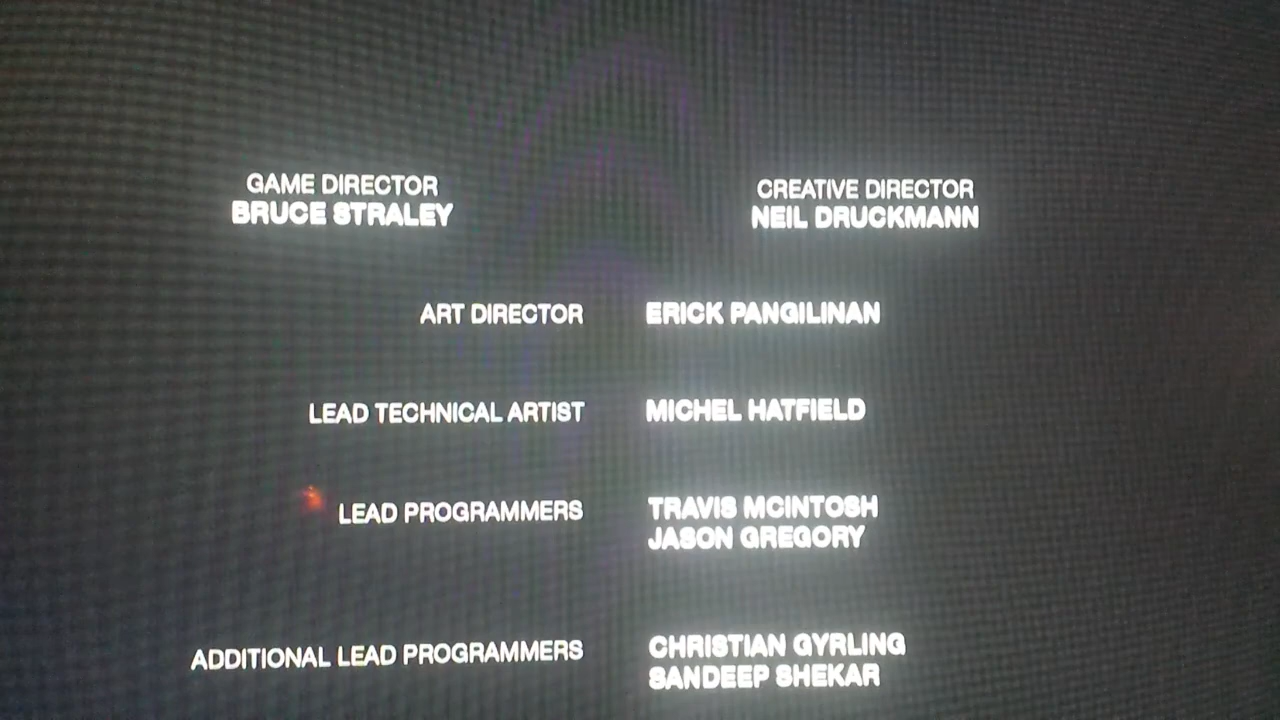 GAME DIRECTOR
BRUCE STRALEY
CREATIVE DIRECTOR
NEIL DRUCKMANN
ART DIRECTOR
ERICK PANGILINAN
LEAD TECHNICAL ARTIST
MICHEL HATFIELD
LEAD PROGRAMMERS
TRAVIS MCINTOSH
JASON GREGORY
ADDITIONAL LEAD PROGRAMMERS
CHRISTIAN GYRLING
SANDEEP SHEKAR